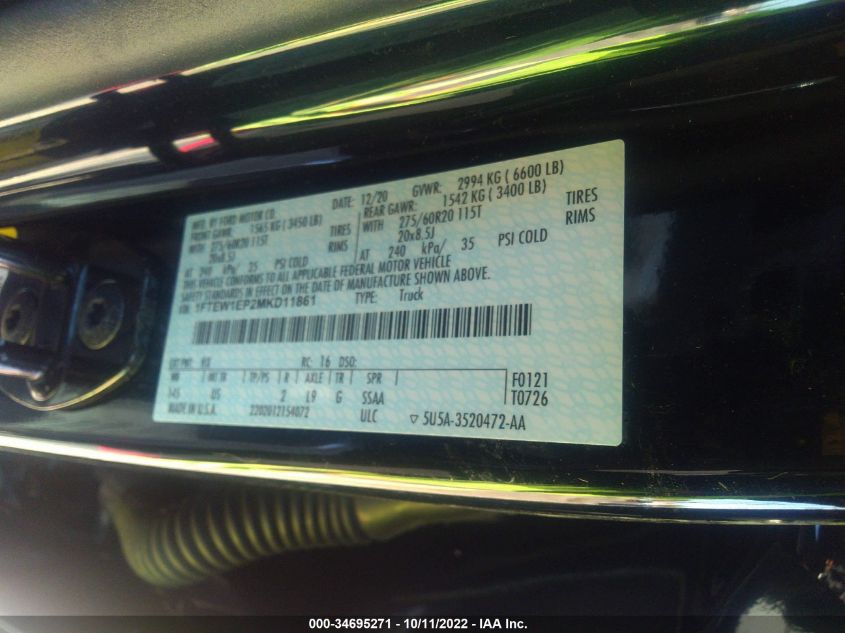 MFD. BY FORD MOTOR CO. DATE: 12/20 GVWR: 2994 KG ( 6600 LB)
FRONT GAWR: 1565 KG ( 3450 LB) REAR GAWR: 1542 KG ( 3400 LB)
WITH 275/60R20 115T TIRES WITH 275/60R20 115T TIRES
20x8.5J RIMS 20x8.5J RIMS
AT 240 kPa/ 35 PSI COLD AT 240 kPa/ 35 PSI COLD
THIS VEHICLE CONFORMS TO ALL APPLICABLE FEDERAL MOTOR VEHICLE
SAFETY STANDARDS IN EFFECT ON THE DATE OF MANUFACTURE SHOWN ABOVE.
VIN: 1FTEW1EP2MKD11861 TYPE: Truck
EXT PNT: RC: 16 DSO: F0121
WB INT TR TP/PS R AXLE TR SPR T0726
145 US 2 L9 G SSAA
MADE IN U.S.A. 2202012154072 ULC ▽5U5A-3520472-AA
000-34695271 - 10/11/2022 - IAA Inc.